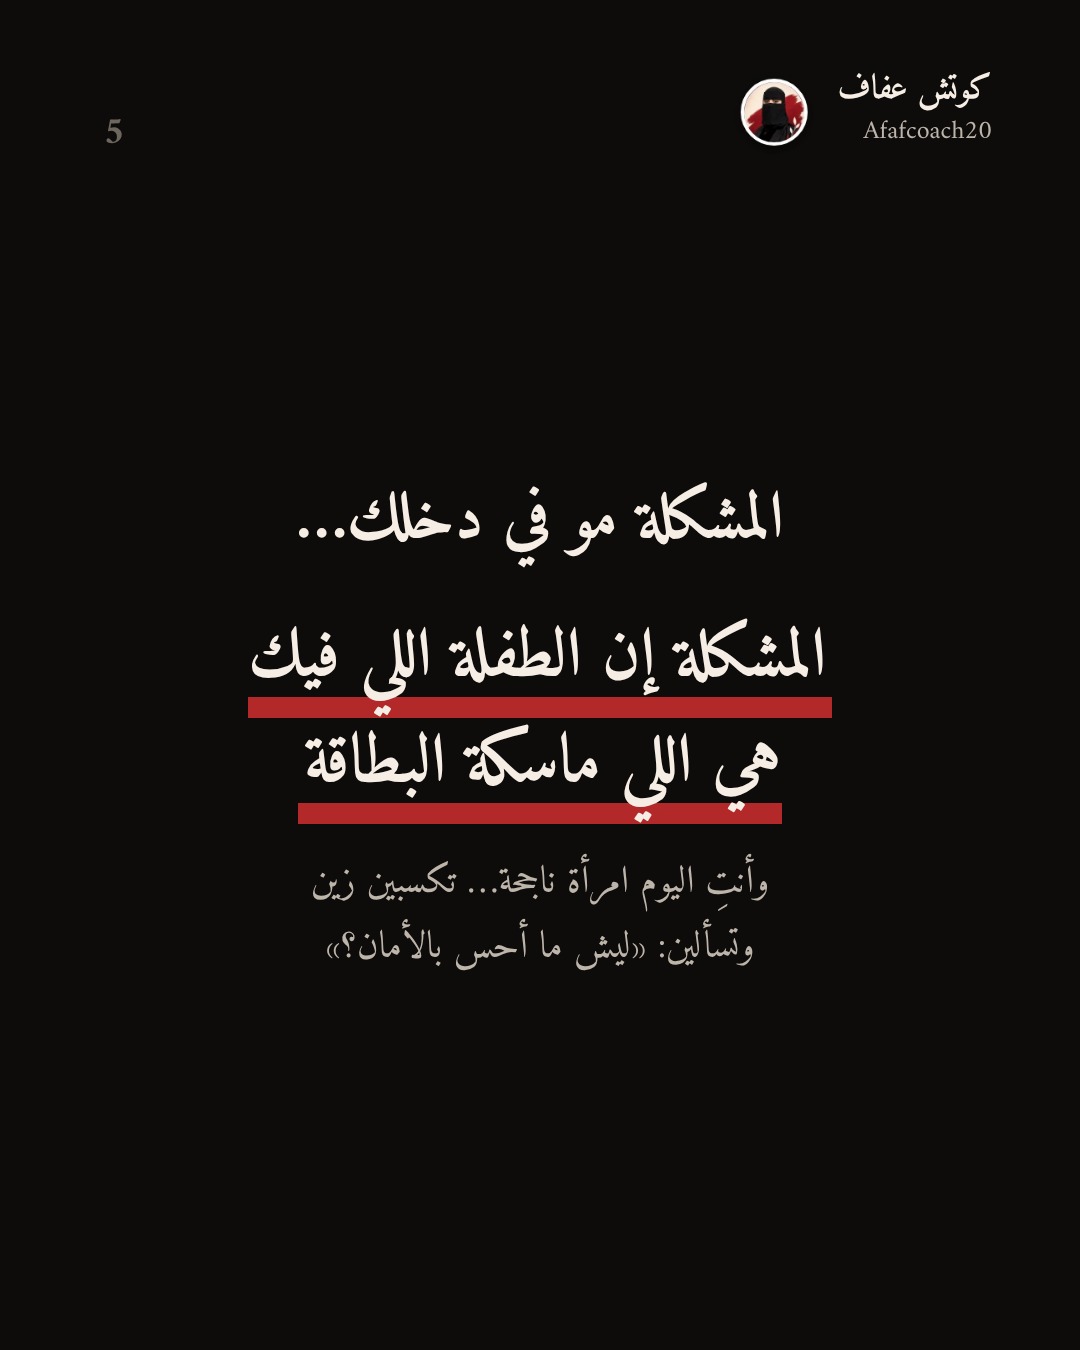 كوتش عفاف
Afafcoach20
5
المشكلة مو في دخلك...
المشكلة إن الطفلة اللي فيك
هي اللي ماسكة البطاقة
وأنتِ اليوم امرأة ناجحة... تكسبين زين
وتسألين: «ليش ما أحس بالأمان؟»